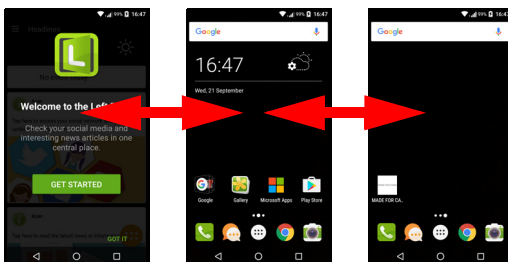 99% 16:47
Headlines
No e
Welcome to the Lef
Check your social media and
interesting news articles in one
central place.
GET STARTED
GOT IT
99% 16:47
Google
16:47
Wed, 21 September
Google Gallery Microsoft Apps Play Store
99% 16:47
Google
MADE FOR CA..